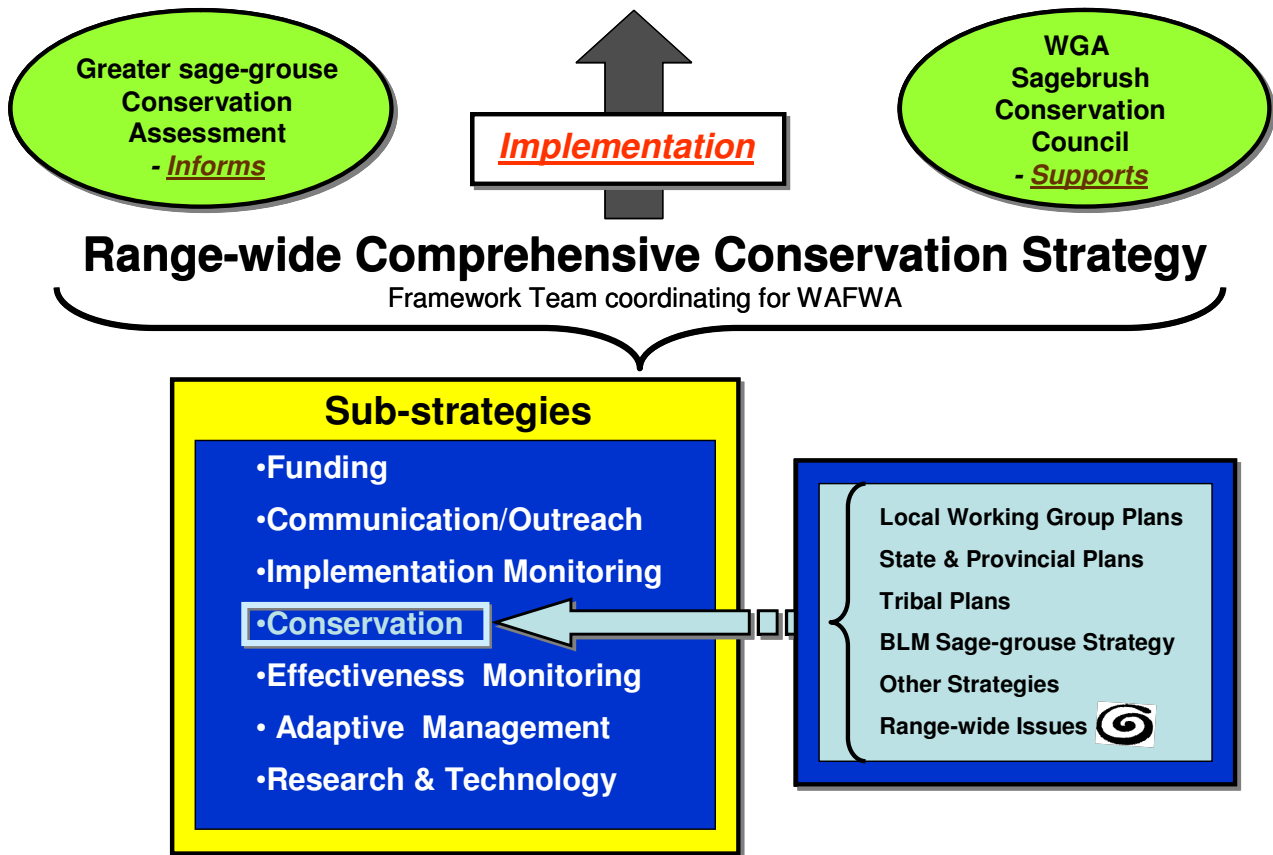 Greater sage-grouse
Conservation
Assessment
- Informs
Implementation
WGA
Sagebrush
Conservation
Council
- Supports
Range-wide Comprehensive Conservation Strategy
Framework Team coordinating for WAFWA
Sub-strategies
•Funding
•Communication/Outreach
•Implementation Monitoring
•Conservation
•Effectiveness Monitoring
• Adaptive Management
•Research & Technology
Local Working Group Plans
State & Provincial Plans
Tribal Plans
BLM Sage-grouse Strategy
Other Strategies
Range-wide Issues